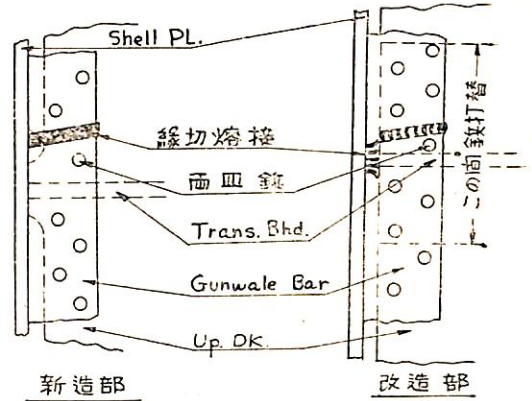 Shell PL.
縁切熔接
両皿鋲
Trans. Bhd.
Gunwale Bar
Up. DK.
この間鋲打替
新造部
改造部